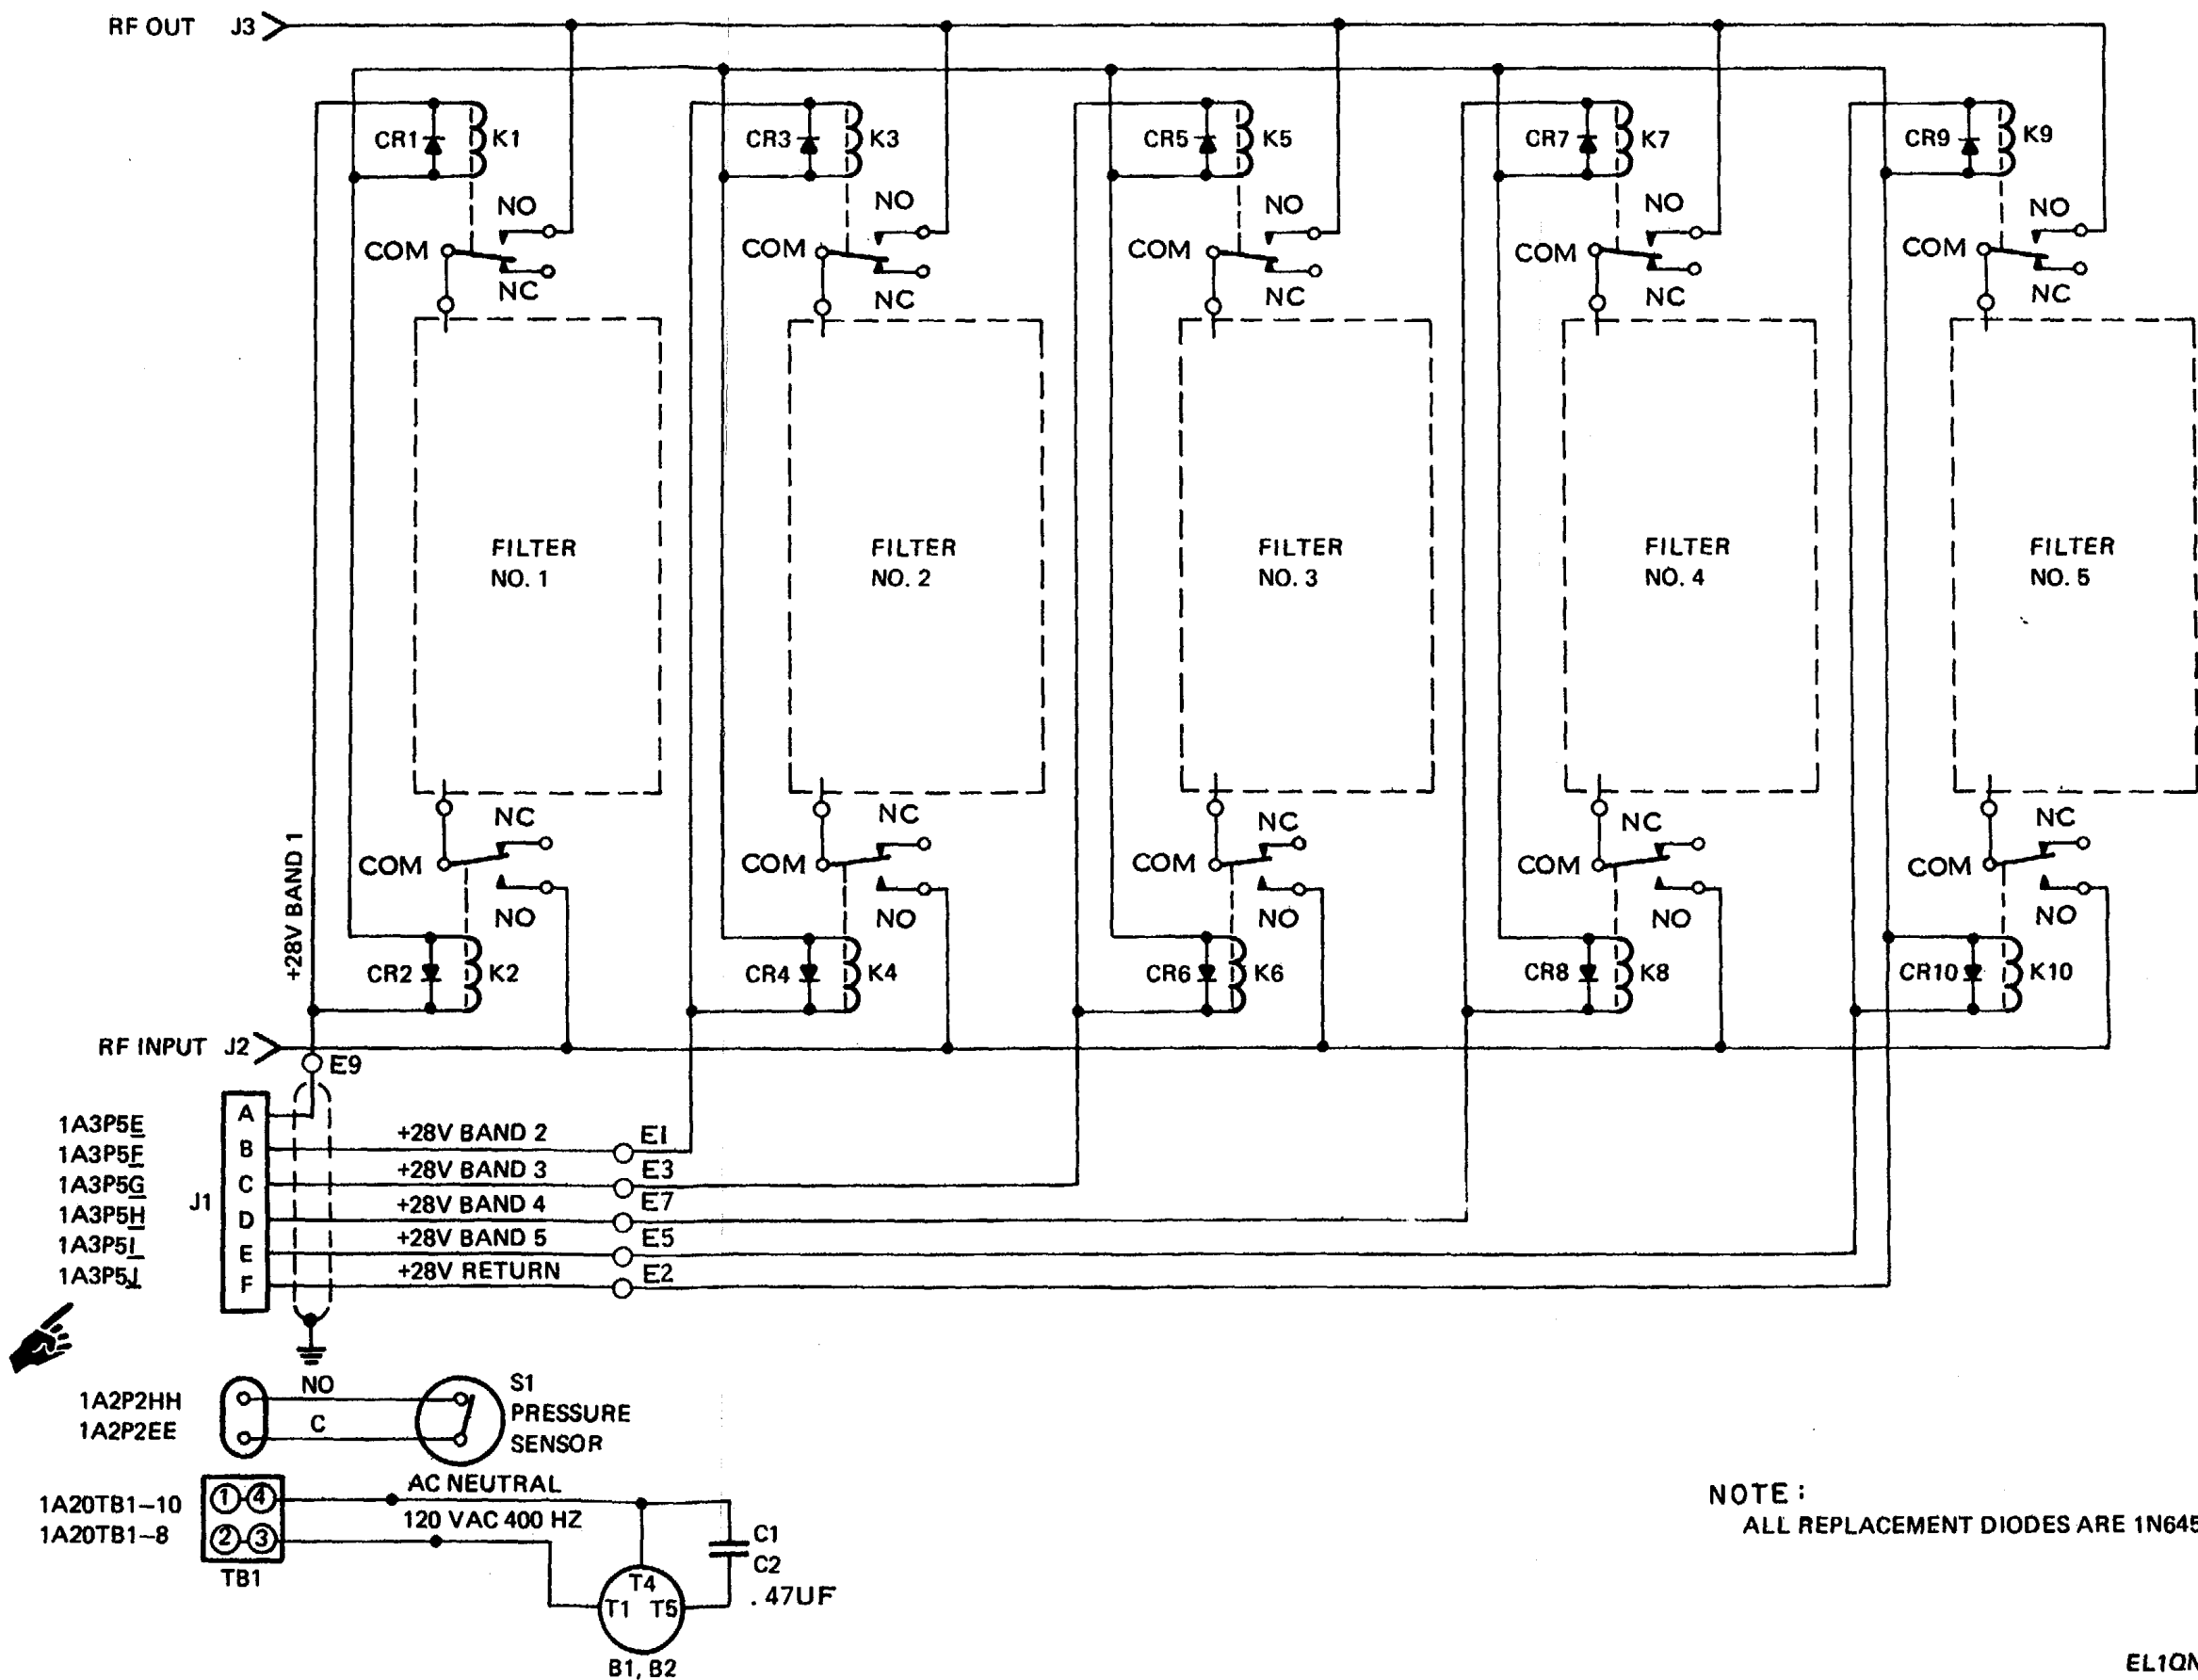 RF OUT J3
CR1 K1 CR3 K3 CR5 K5 CR7 K7 CR9 K9
NO NO NO NO NO
COM COM COM COM COM
NC NC NC NC NC
FILTER NO. 1
FILTER NO. 2
FILTER NO. 3
FILTER NO. 4
FILTER NO. 5
NC NC NC NC NC
COM COM COM COM COM
NO NO NO NO NO
+28V BAND 1
CR2 K2 CR4 K4 CR6 K6 CR8 K8 CR10 K10
RF INPUT J2
E9
1A3P5E A
1A3P5F B +28V BAND 2 E1
1A3P5G C +28V BAND 3 E3
J1
1A3P5H D +28V BAND 4 E7
1A3P5I E +28V BAND 5 E5
1A3P5J F +28V RETURN E2
1A2P2HH NO S1
PRESSURE
1A2P2EE C SENSOR
1A20TB1-10 1 4 AC NEUTRAL
1A20TB1-8 2 3 120 VAC 400 HZ
TB1
C1
C2
.47UF
T4
T1 T5
B1, B2
NOTE:
ALL REPLACEMENT DIODES ARE 1N645
EL1QN